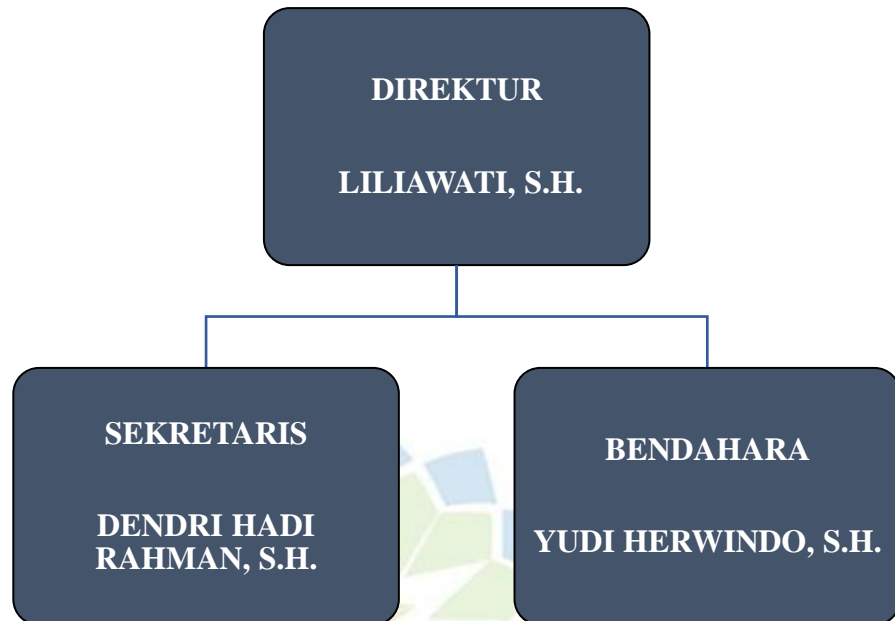 DIREKTUR
LILIAWATI, S.H.
SEKRETARIS
DENDRI HADI
RAHMAN, S.H.
BENDAHARA
YUDI HERWINDO, S.H.